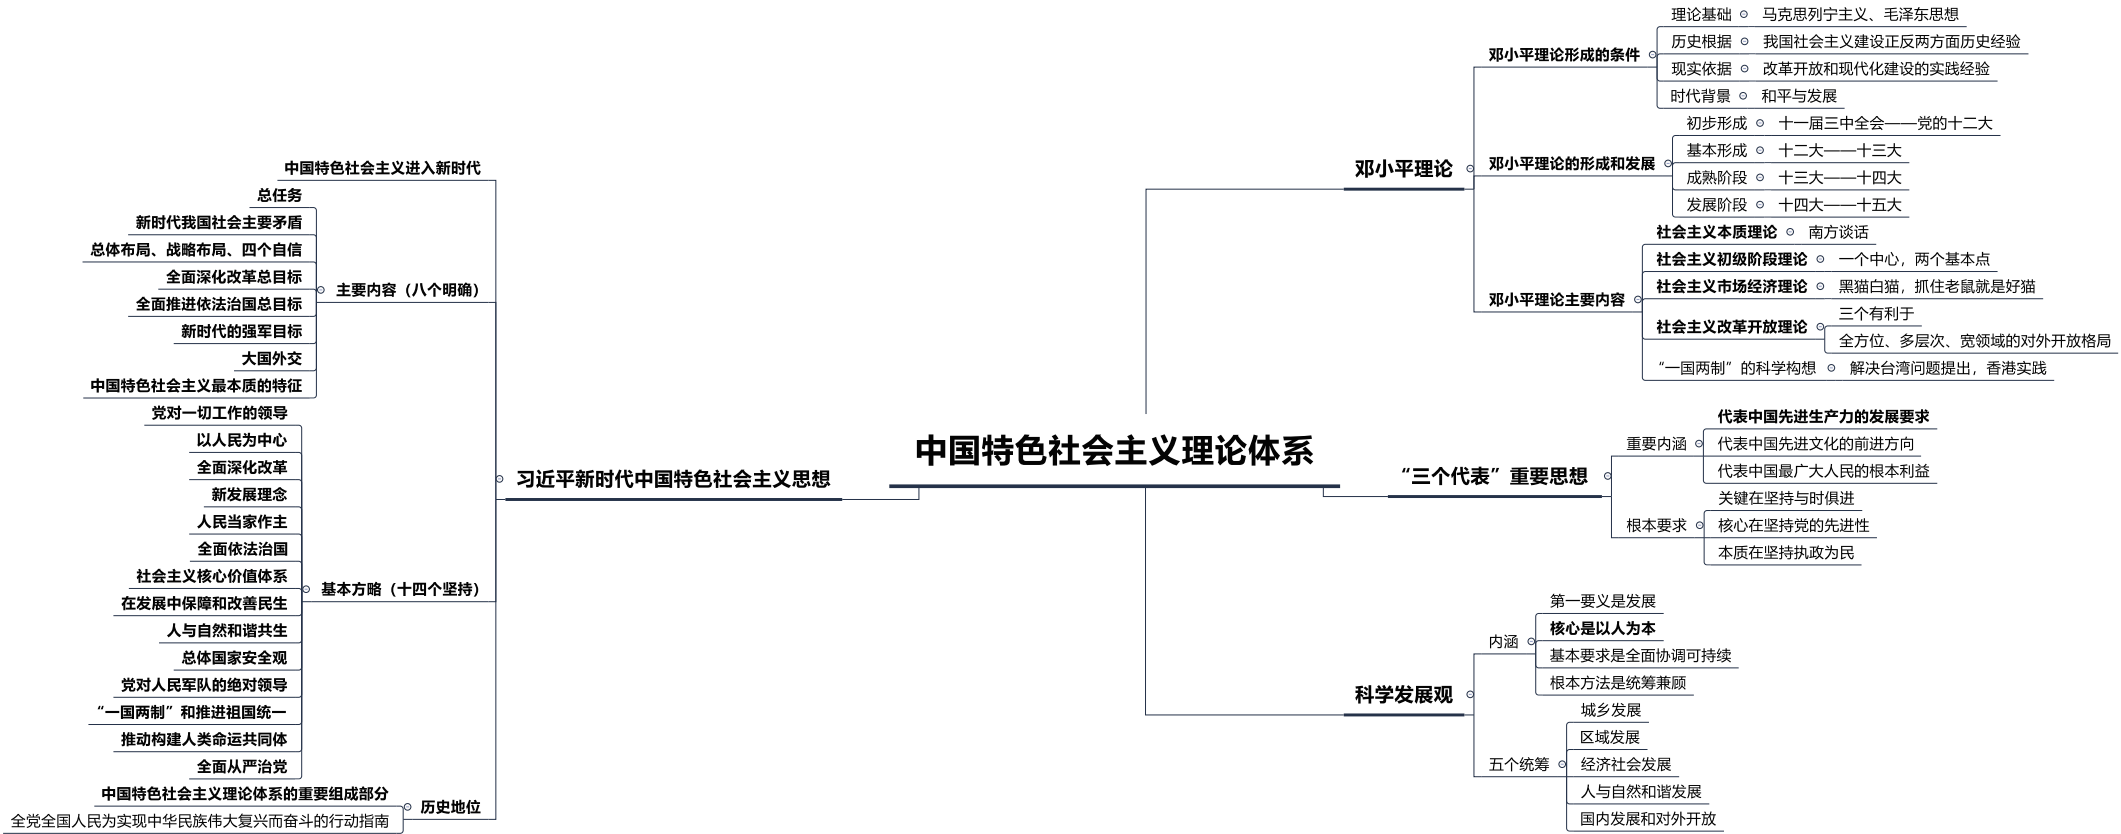 中国特色社会主义理论体系
邓小平理论
邓小平理论形成的条件
理论基础
马克思列宁主义、毛泽东思想
历史根据
我国社会主义建设正反两方面历史经验
现实依据
改革开放和现代化建设的实践经验
时代背景
和平与发展
邓小平理论的形成和发展
初步形成
十一届三中全会——党的十二大
基本形成
十二大——十三大
成熟阶段
十三大——十四大
发展阶段
十四大——十五大
邓小平理论主要内容
社会主义本质理论
南方谈话
社会主义初级阶段理论
一个中心，两个基本点
社会主义市场经济理论
黑猫白猫，抓住老鼠就是好猫
社会主义改革开放理论
三个有利于
全方位、多层次、宽领域的对外开放格局
“一国两制”的科学构想
解决台湾问题提出，香港实践
“三个代表”重要思想
重要内涵
代表中国先进生产力的发展要求
代表中国先进文化的前进方向
代表中国最广大人民的根本利益
根本要求
关键在坚持与时俱进
核心在坚持党的先进性
本质在坚持执政为民
科学发展观
内涵
第一要义是发展
核心是以人为本
基本要求是全面协调可持续
根本方法是统筹兼顾
五个统筹
城乡发展
区域发展
经济社会发展
人与自然和谐发展
国内发展和对外开放
习近平新时代中国特色社会主义思想
中国特色社会主义进入新时代
主要内容（八个明确）
总任务
新时代我国社会主要矛盾
总体布局、战略布局、四个自信
全面深化改革总目标
全面推进依法治国总目标
新时代的强军目标
大国外交
中国特色社会主义最本质的特征
基本方略（十四个坚持）
党对一切工作的领导
以人民为中心
全面深化改革
新发展理念
人民当家作主
全面依法治国
社会主义核心价值体系
在发展中保障和改善民生
人与自然和谐共生
总体国家安全观
党对人民军队的绝对领导
“一国两制”和推进祖国统一
推动构建人类命运共同体
全面从严治党
历史地位
中国特色社会主义理论体系的重要组成部分
全党全国人民为实现中华民族伟大复兴而奋斗的行动指南